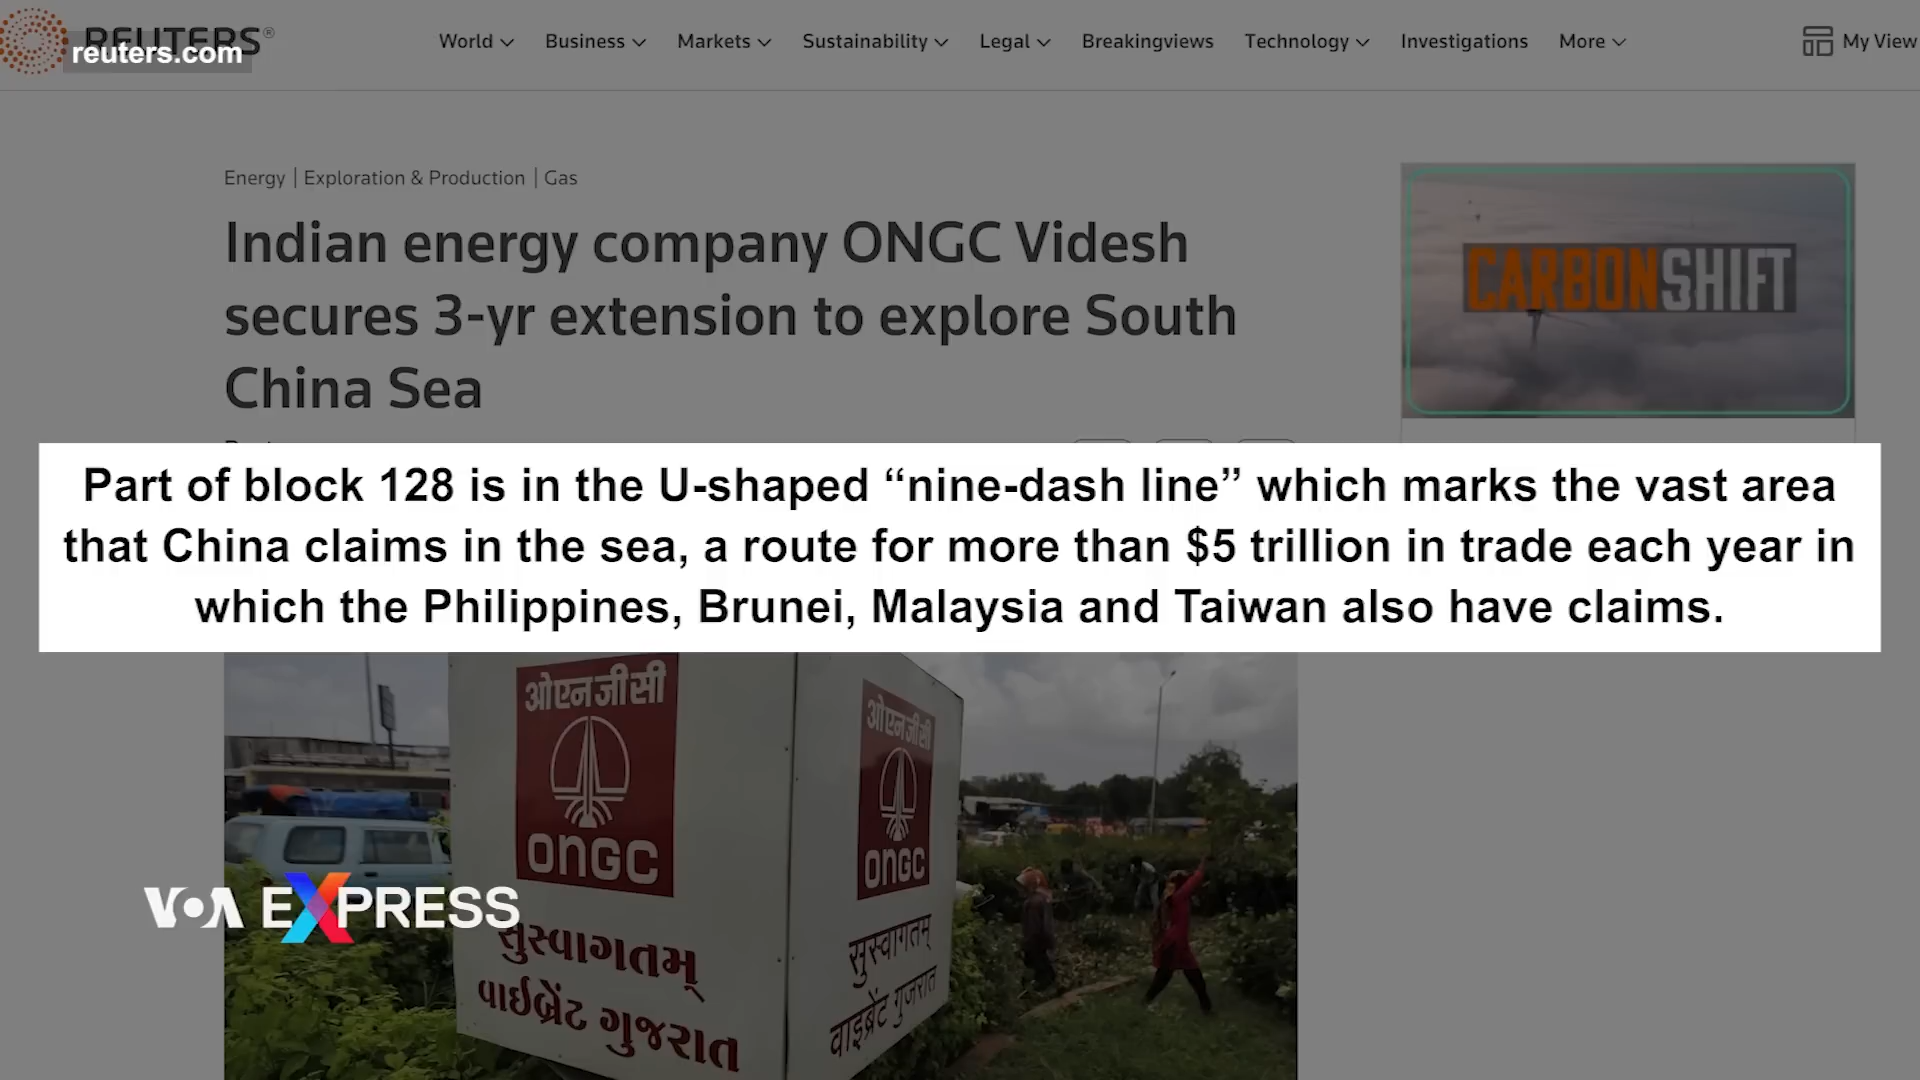 REUTERS®
reuters.com
World Business Markets Sustainability Legal Breakingviews Technology Investigations More My View
Energy | Exploration & Production | Gas
Indian energy company ONGC Videsh
secures 3-yr extension to explore South
China Sea
CARBONSHIFT
Part of block 128 is in the U-shaped “nine-dash line” which marks the vast area
that China claims in the sea, a route for more than $5 trillion in trade each year in
which the Philippines, Brunei, Malaysia and Taiwan also have claims.
ओएनजीसी
ONGC
સુસ્વાગતમ્
વાઈબ્રેંટ ગુજરાત
ओएनजीसी
ONGC
सुस्वागतम्
वाइब्रेंट गुजरात
VOA EXPRESS